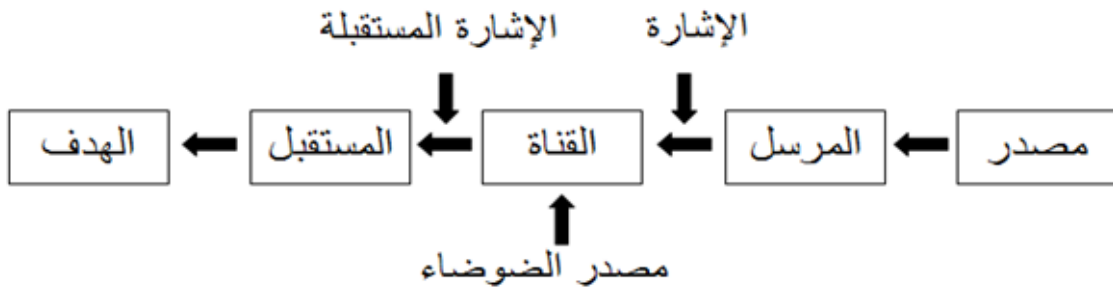 الإشارة الإشارة المستقبلة
مصدر المرسل القناة المستقبل الهدف
مصدر الضوضاء